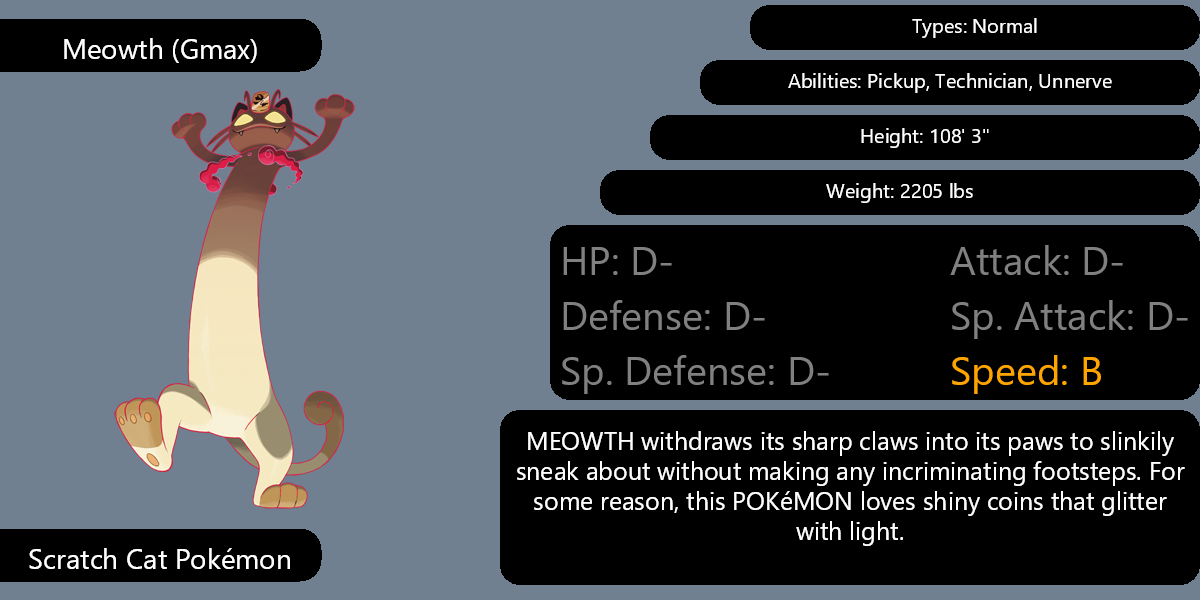 Meowth (Gmax)
Types: Normal
Abilities: Pickup, Technician, Unnerve
Height: 108' 3"
Weight: 2205 lbs
HP: D-
Attack: D-
Defense: D-
Sp. Attack: D-
Sp. Defense: D-
Speed: B
MEOWTH withdraws its sharp claws into its paws to slinkily
sneak about without making any incriminating footsteps. For
some reason, this POKéMON loves shiny coins that glitter
with light.
Scratch Cat Pokémon